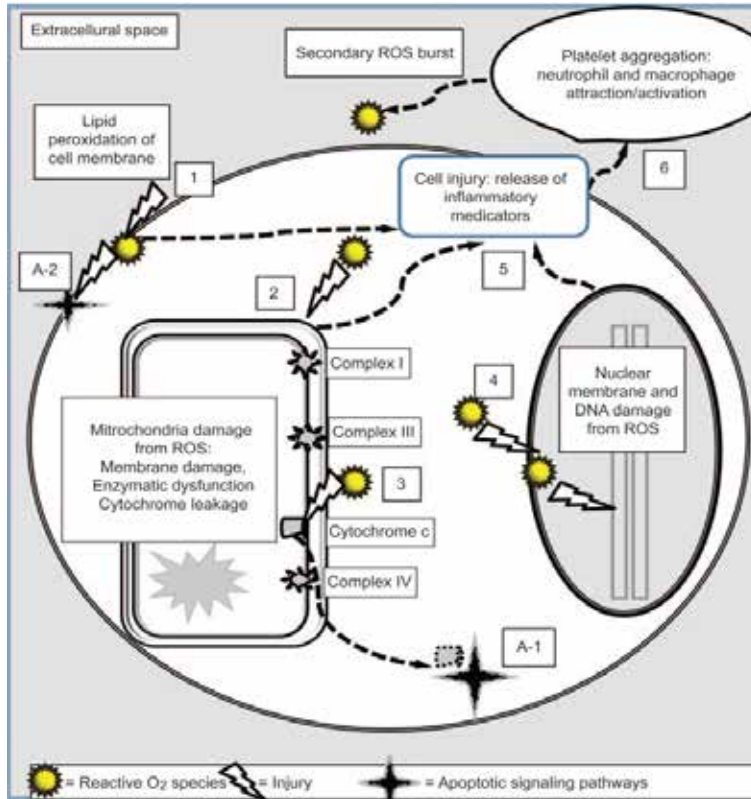 Extracellural space
Secondary ROS burst
Platelet aggregation:
neutrophil and macrophage
attraction/activation
Lipid
peroxidation of
cell membrane
1
6
Cell injury: release of
inflammatory
medicators
A-2
2
5
Complex I
4
Nuclear
membrane and
DNA damage
from ROS
Mitrochondria damage
from ROS:
Membrane damage,
Enzymatic dysfunction
Cytochrome leakage
Complex III
3
Cytochrome c
Complex IV
A-1
= Reactive O2 species
= Injury
= Apoptotic signaling pathways